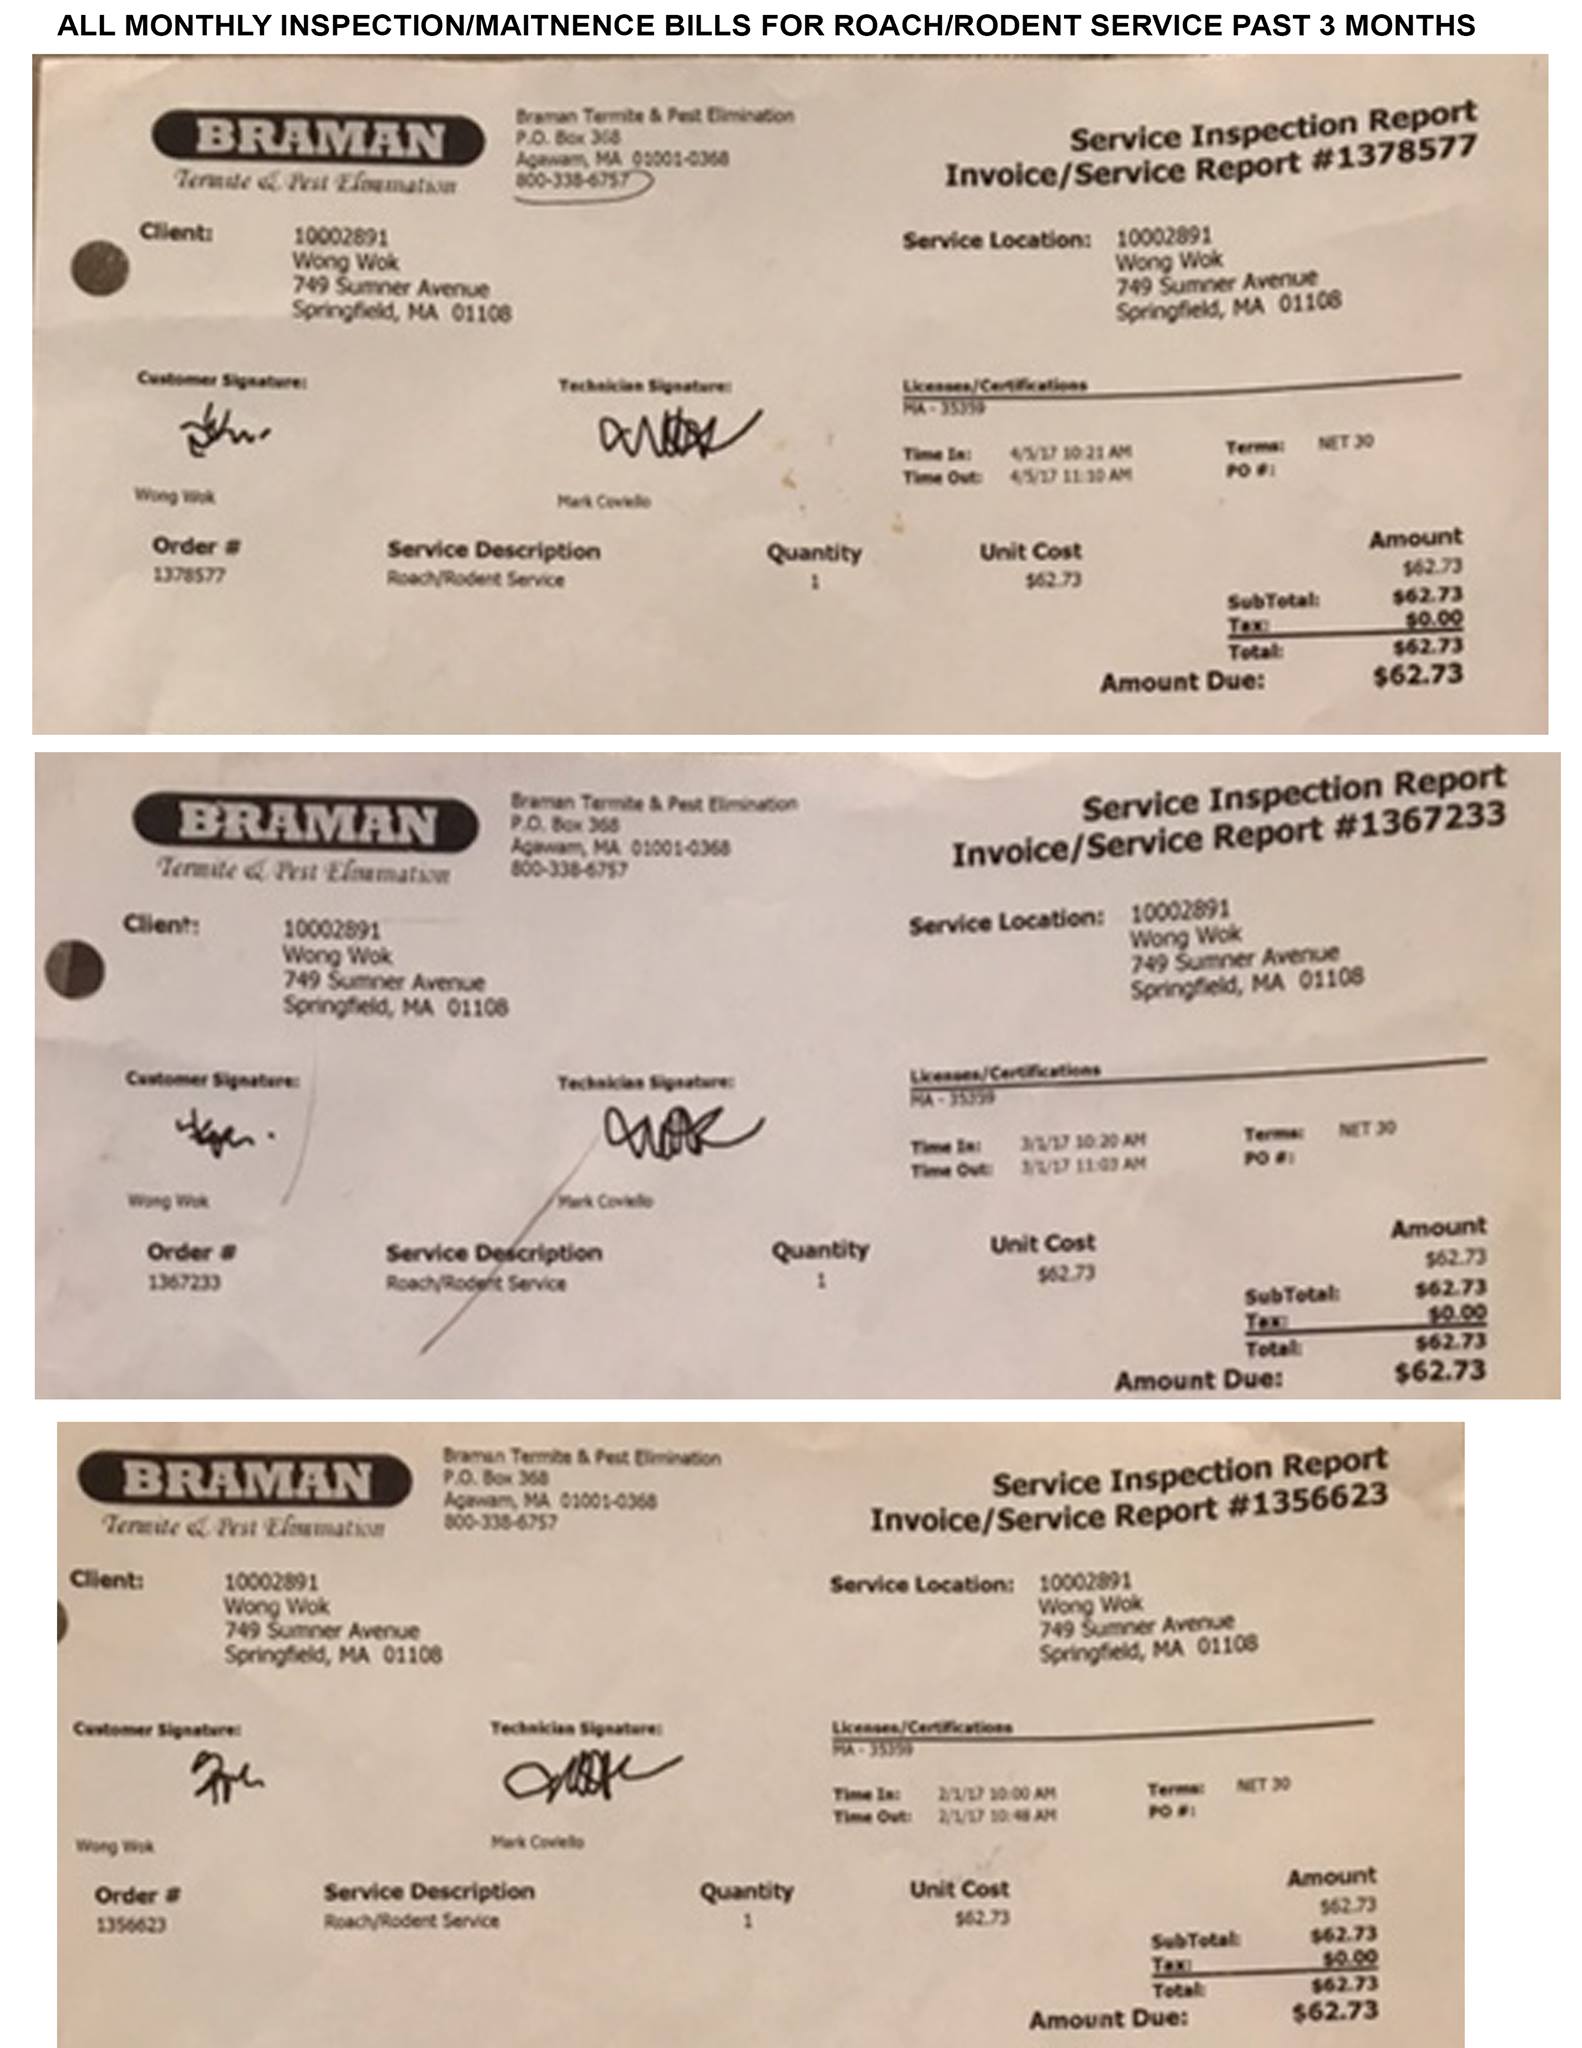 ALL MONTHLY INSPECTION/MAITNENCE BILLS FOR ROACH/RODENT SERVICE PAST 3 MONTHS
BRAMAN
Termite & Pest Elimination
Braman Termite & Pest Elimination
P.O. Box 368
Agawam, MA 01001-0368
800-338-6757
Service Inspection Report
Invoice/Service Report #1378577
Client:
10002891
Wong Wok
749 Sumner Avenue
Springfield, MA 01108
Service Location:
10002891
Wong Wok
749 Sumner Avenue
Springfield, MA 01108
Customer Signature:
Wong Wok
Technician Signature:
Mark Coviello
Licenses/Certifications
MA - 35359
Time In: 4/5/17 10:21 AM
Time Out: 4/5/17 11:10 AM
Terms: NET 30
PO #:
Order # Service Description Quantity Unit Cost Amount
1378577 Roach/Rodent Service 1 $62.73 $62.73
SubTotal: $62.73
Tax: $0.00
Total: $62.73
Amount Due: $62.73
BRAMAN
Termite & Pest Elimination
Braman Termite & Pest Elimination
P.O. Box 368
Agawam, MA 01001-0368
800-338-6757
Service Inspection Report
Invoice/Service Report #1367233
Client:
10002891
Wong Wok
749 Sumner Avenue
Springfield, MA 01108
Service Location:
10002891
Wong Wok
749 Sumner Avenue
Springfield, MA 01108
Customer Signature:
Wong Wok
Technician Signature:
Mark Coviello
Licenses/Certifications
MA - 35359
Time In: 3/1/17 10:20 AM
Time Out: 3/1/17 11:03 AM
Terms: NET 30
PO #:
Order # Service Description Quantity Unit Cost Amount
1367233 Roach/Rodent Service 1 $62.73 $62.73
SubTotal: $62.73
Tax: $0.00
Total: $62.73
Amount Due: $62.73
BRAMAN
Termite & Pest Elimination
Braman Termite & Pest Elimination
P.O. Box 368
Agawam, MA 01001-0368
800-338-6757
Service Inspection Report
Invoice/Service Report #1356623
Client:
10002891
Wong Wok
749 Sumner Avenue
Springfield, MA 01108
Service Location:
10002891
Wong Wok
749 Sumner Avenue
Springfield, MA 01108
Customer Signature:
Wong Wok
Technician Signature:
Mark Coviello
Licenses/Certifications
MA - 35359
Time In: 2/1/17 10:00 AM
Time Out: 2/1/17 10:48 AM
Terms: NET 30
PO #:
Order # Service Description Quantity Unit Cost Amount
1356623 Roach/Rodent Service 1 $62.73 $62.73
SubTotal: $62.73
Tax: $0.00
Total: $62.73
Amount Due: $62.73